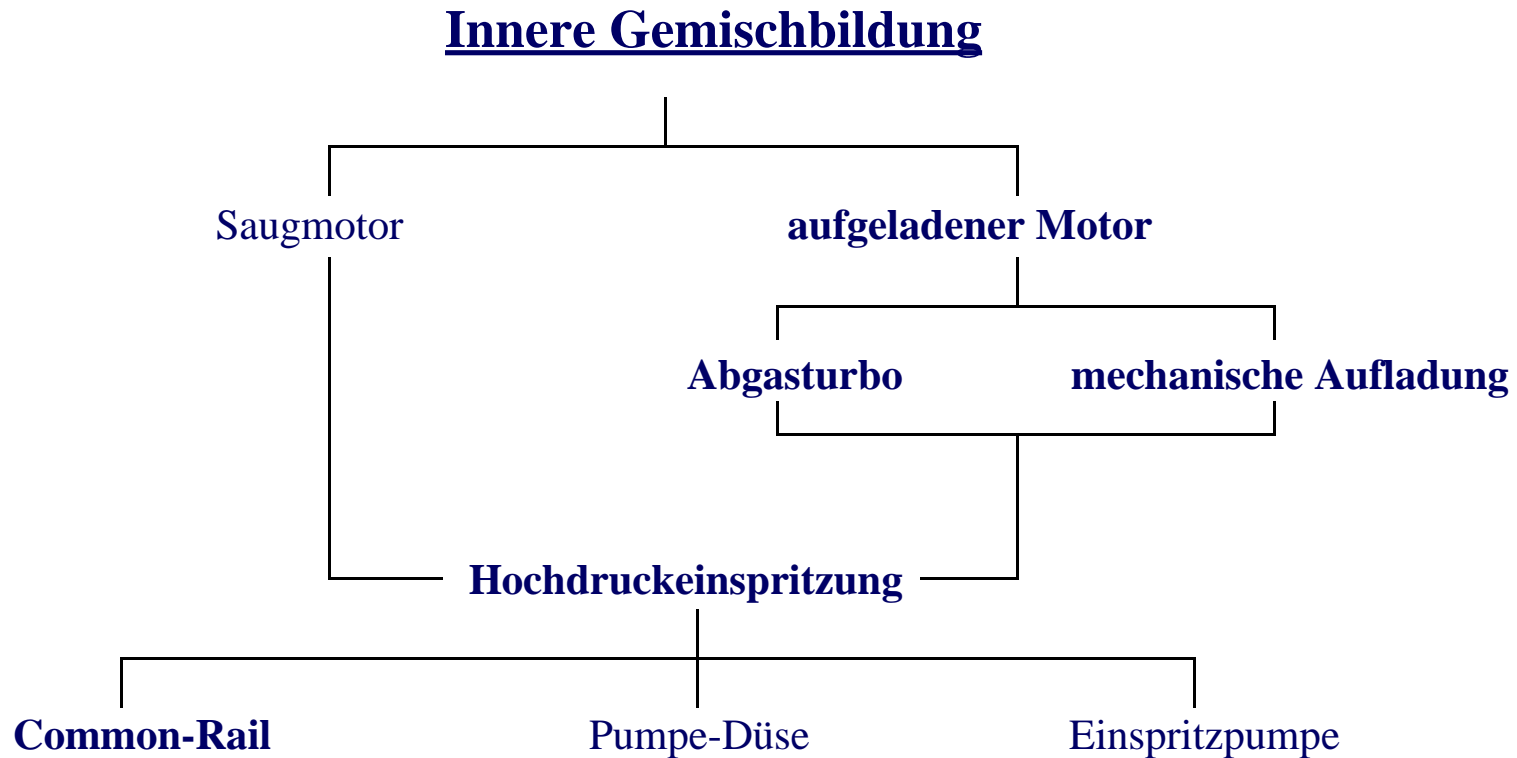 Innere Gemischbildung
Saugmotor aufgeladener Motor
Abgasturbo mechanische Aufladung
Hochdruckeinspritzung
Common-Rail Pumpe-Düse Einspritzpumpe